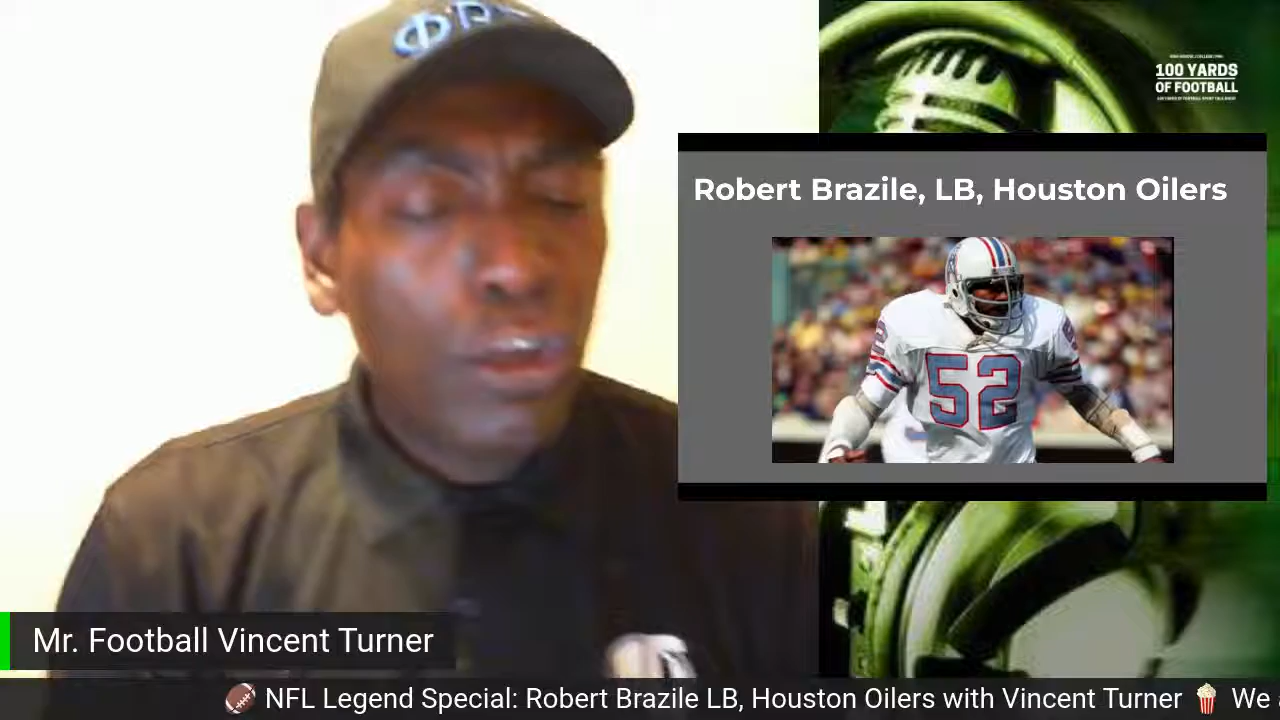 100 YARDS
OF FOOTBALL
Robert Brazile, LB, Houston Oilers
52
Mr. Football Vincent Turner
🏈 NFL Legend Special: Robert Brazile LB, Houston Oilers with Vincent Turner 🍿 We